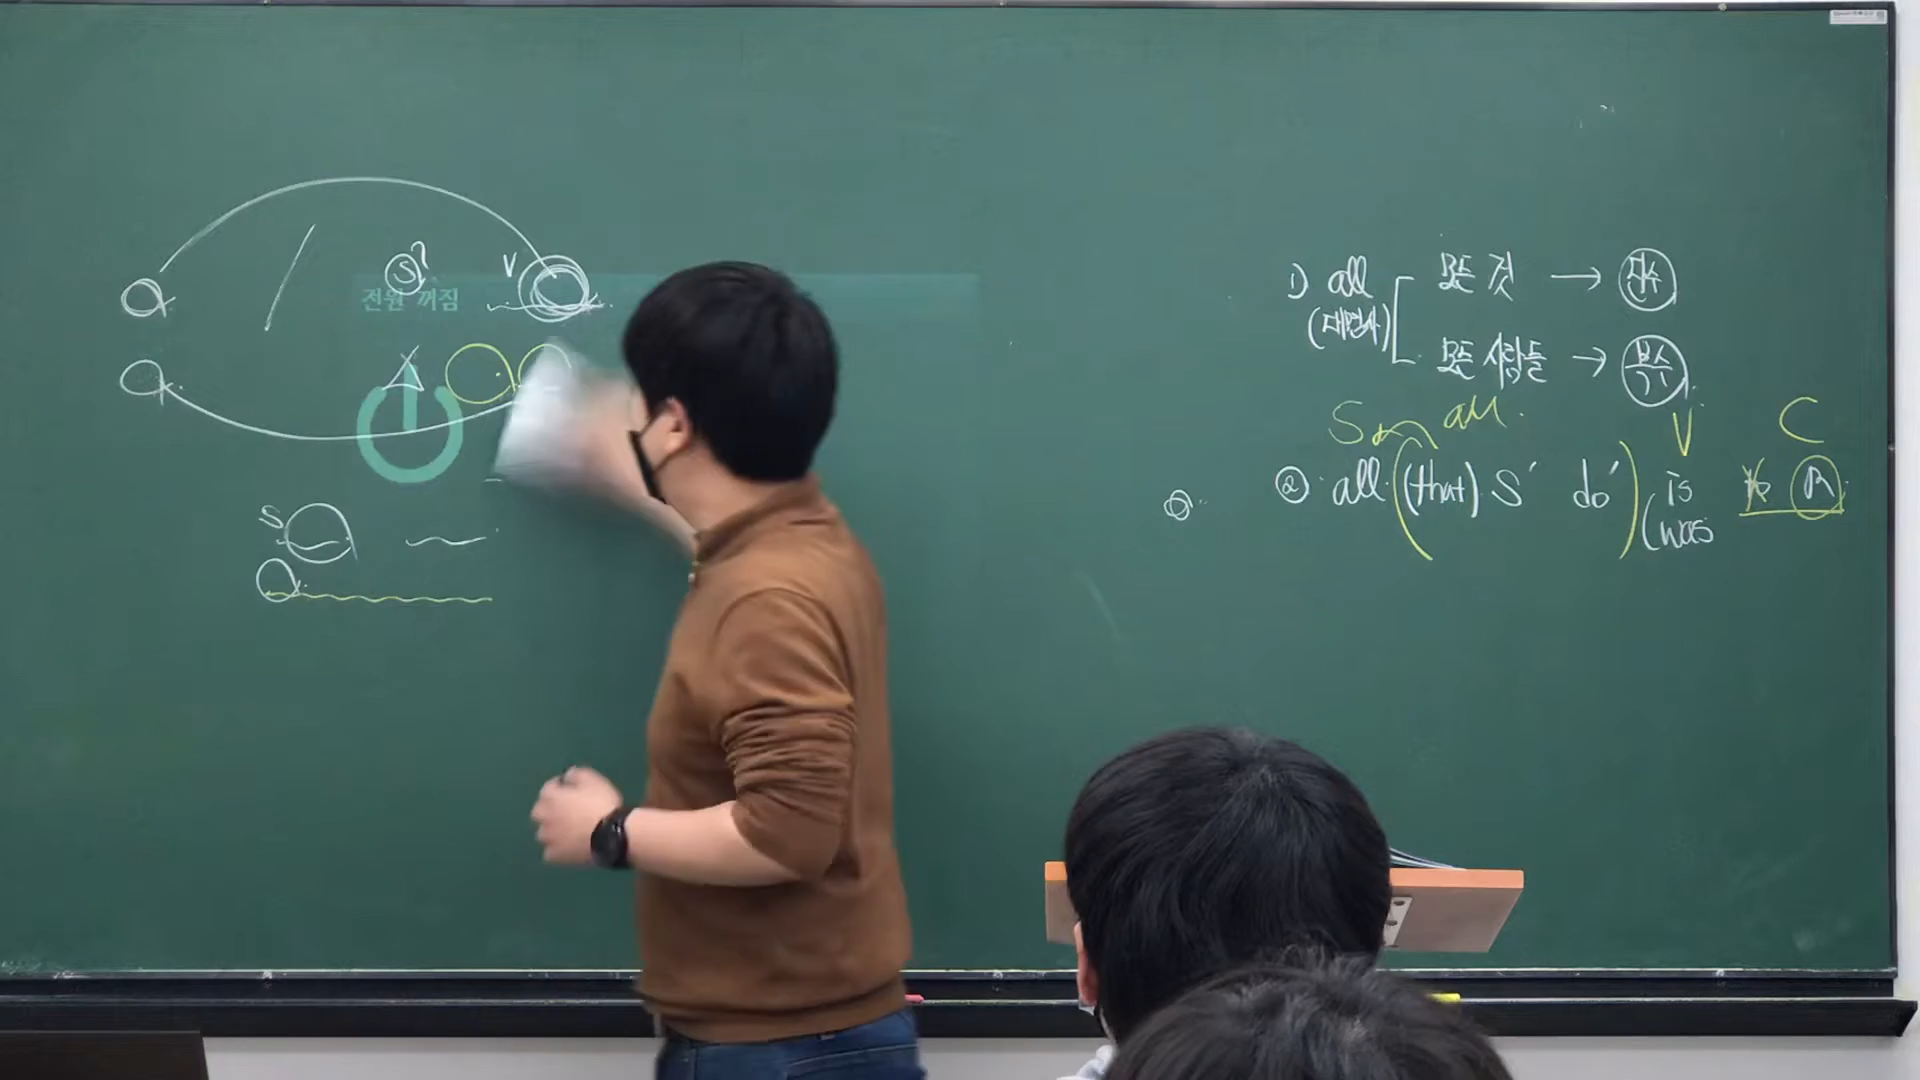 S? V
전원 꺼짐
S
1) all 모든 것 → 단수
(대명사) 모든 사람들 → 복수
S all. V C
② all (that) S′ do′ is to R
(was